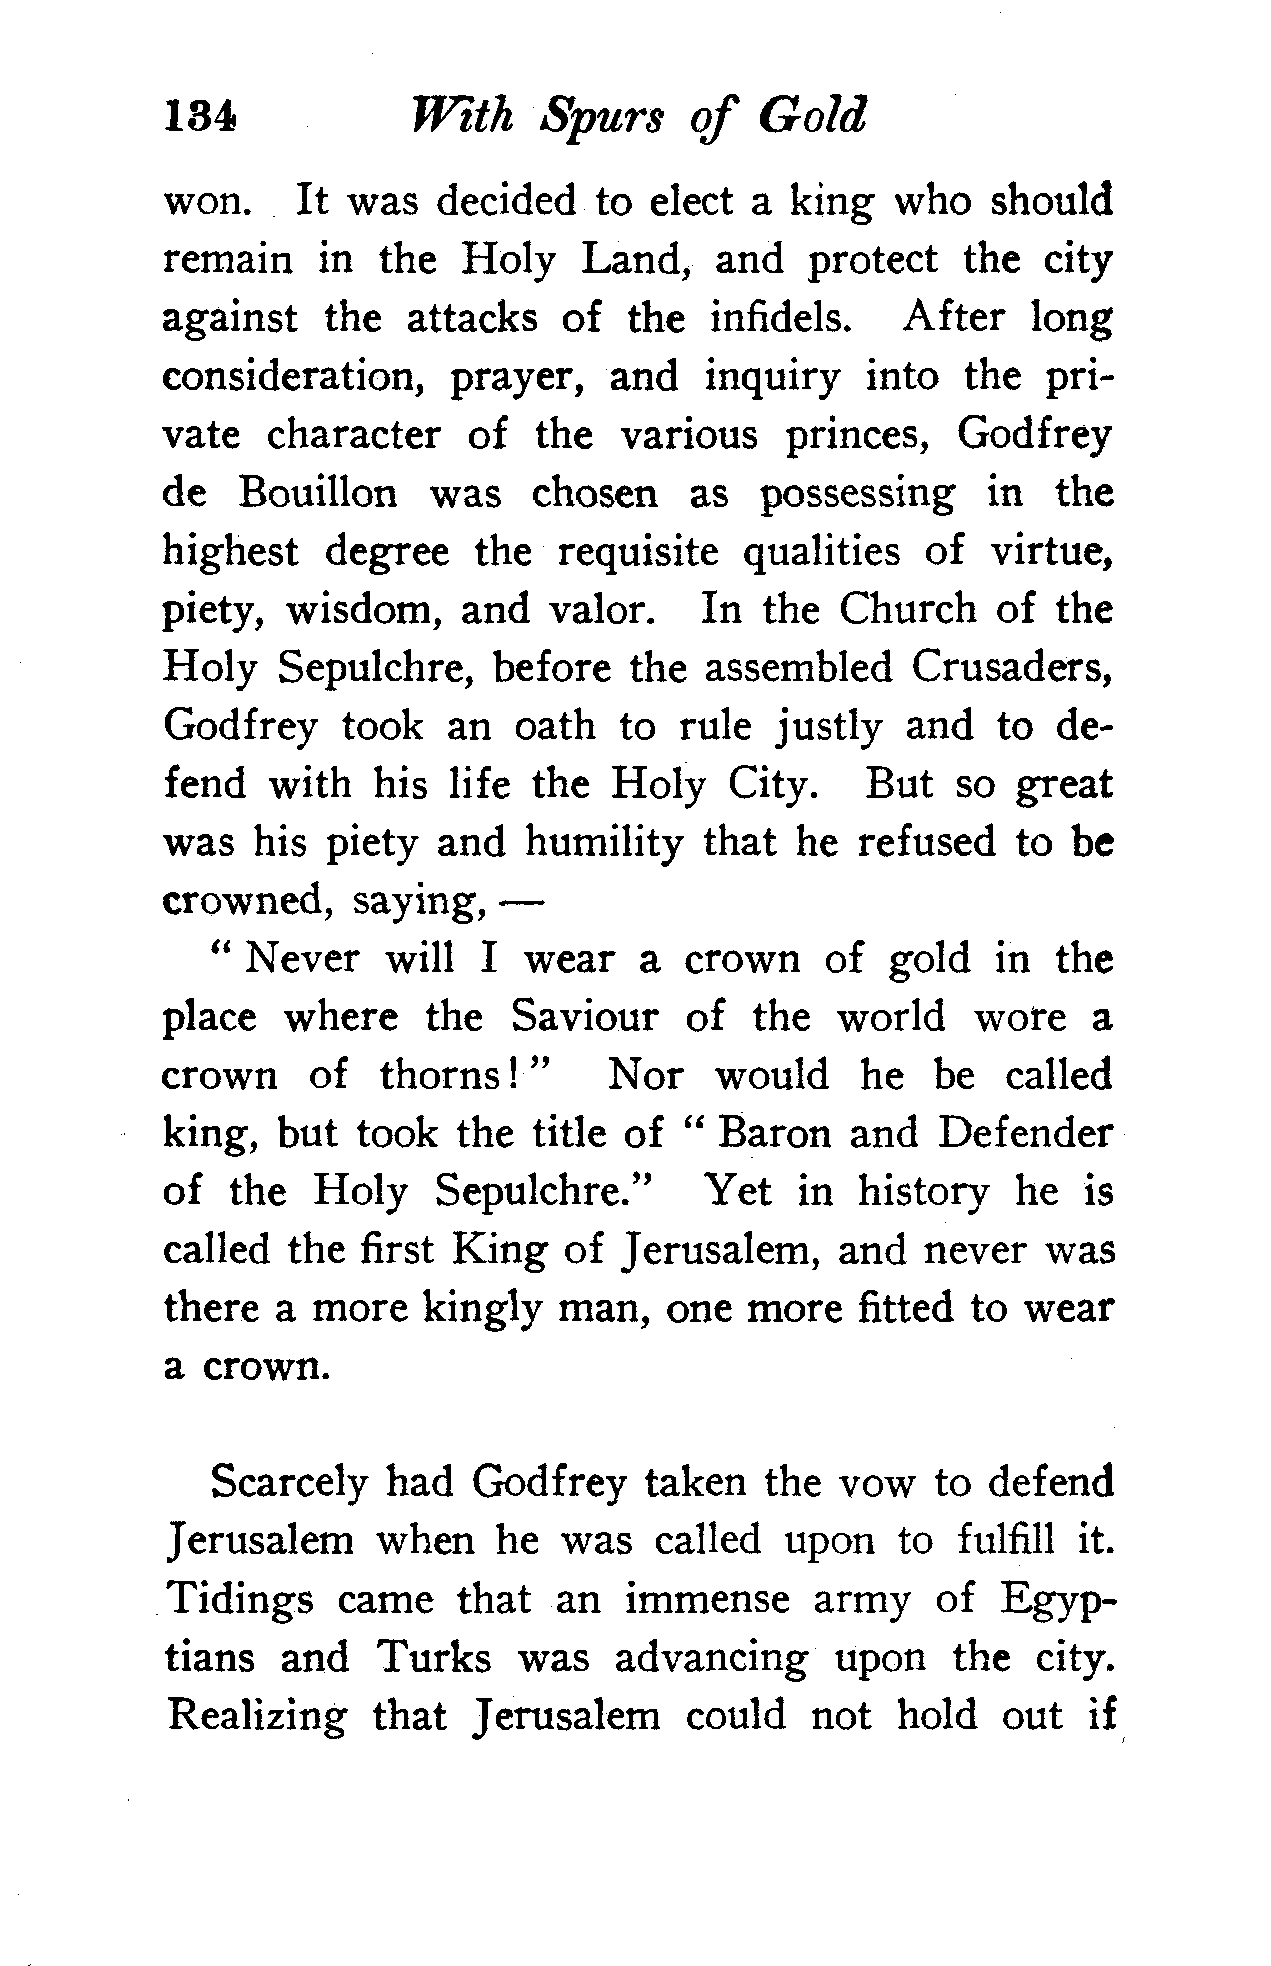 134 With Spurs of Gold
won. It was decided to elect a king who should
remain in the Holy Land, and protect the city
against the attacks of the infidels. After long
consideration, prayer, and inquiry into the pri-
vate character of the various princes, Godfrey
de Bouillon was chosen as possessing in the
highest degree the requisite qualities of virtue,
piety, wisdom, and valor. In the Church of the
Holy Sepulchre, before the assembled Crusaders,
Godfrey took an oath to rule justly and to de-
fend with his life the Holy City. But so great
was his piety and humility that he refused to be
crowned, saying, —
“ Never will I wear a crown of gold in the
place where the Saviour of the world wore a
crown of thorns! ” Nor would he be called
king, but took the title of “ Baron and Defender
of the Holy Sepulchre.” Yet in history he is
called the first King of Jerusalem, and never was
there a more kingly man, one more fitted to wear
a crown.
Scarcely had Godfrey taken the vow to defend
Jerusalem when he was called upon to fulfill it.
Tidings came that an immense army of Egyp-
tians and Turks was advancing upon the city.
Realizing that Jerusalem could not hold out if